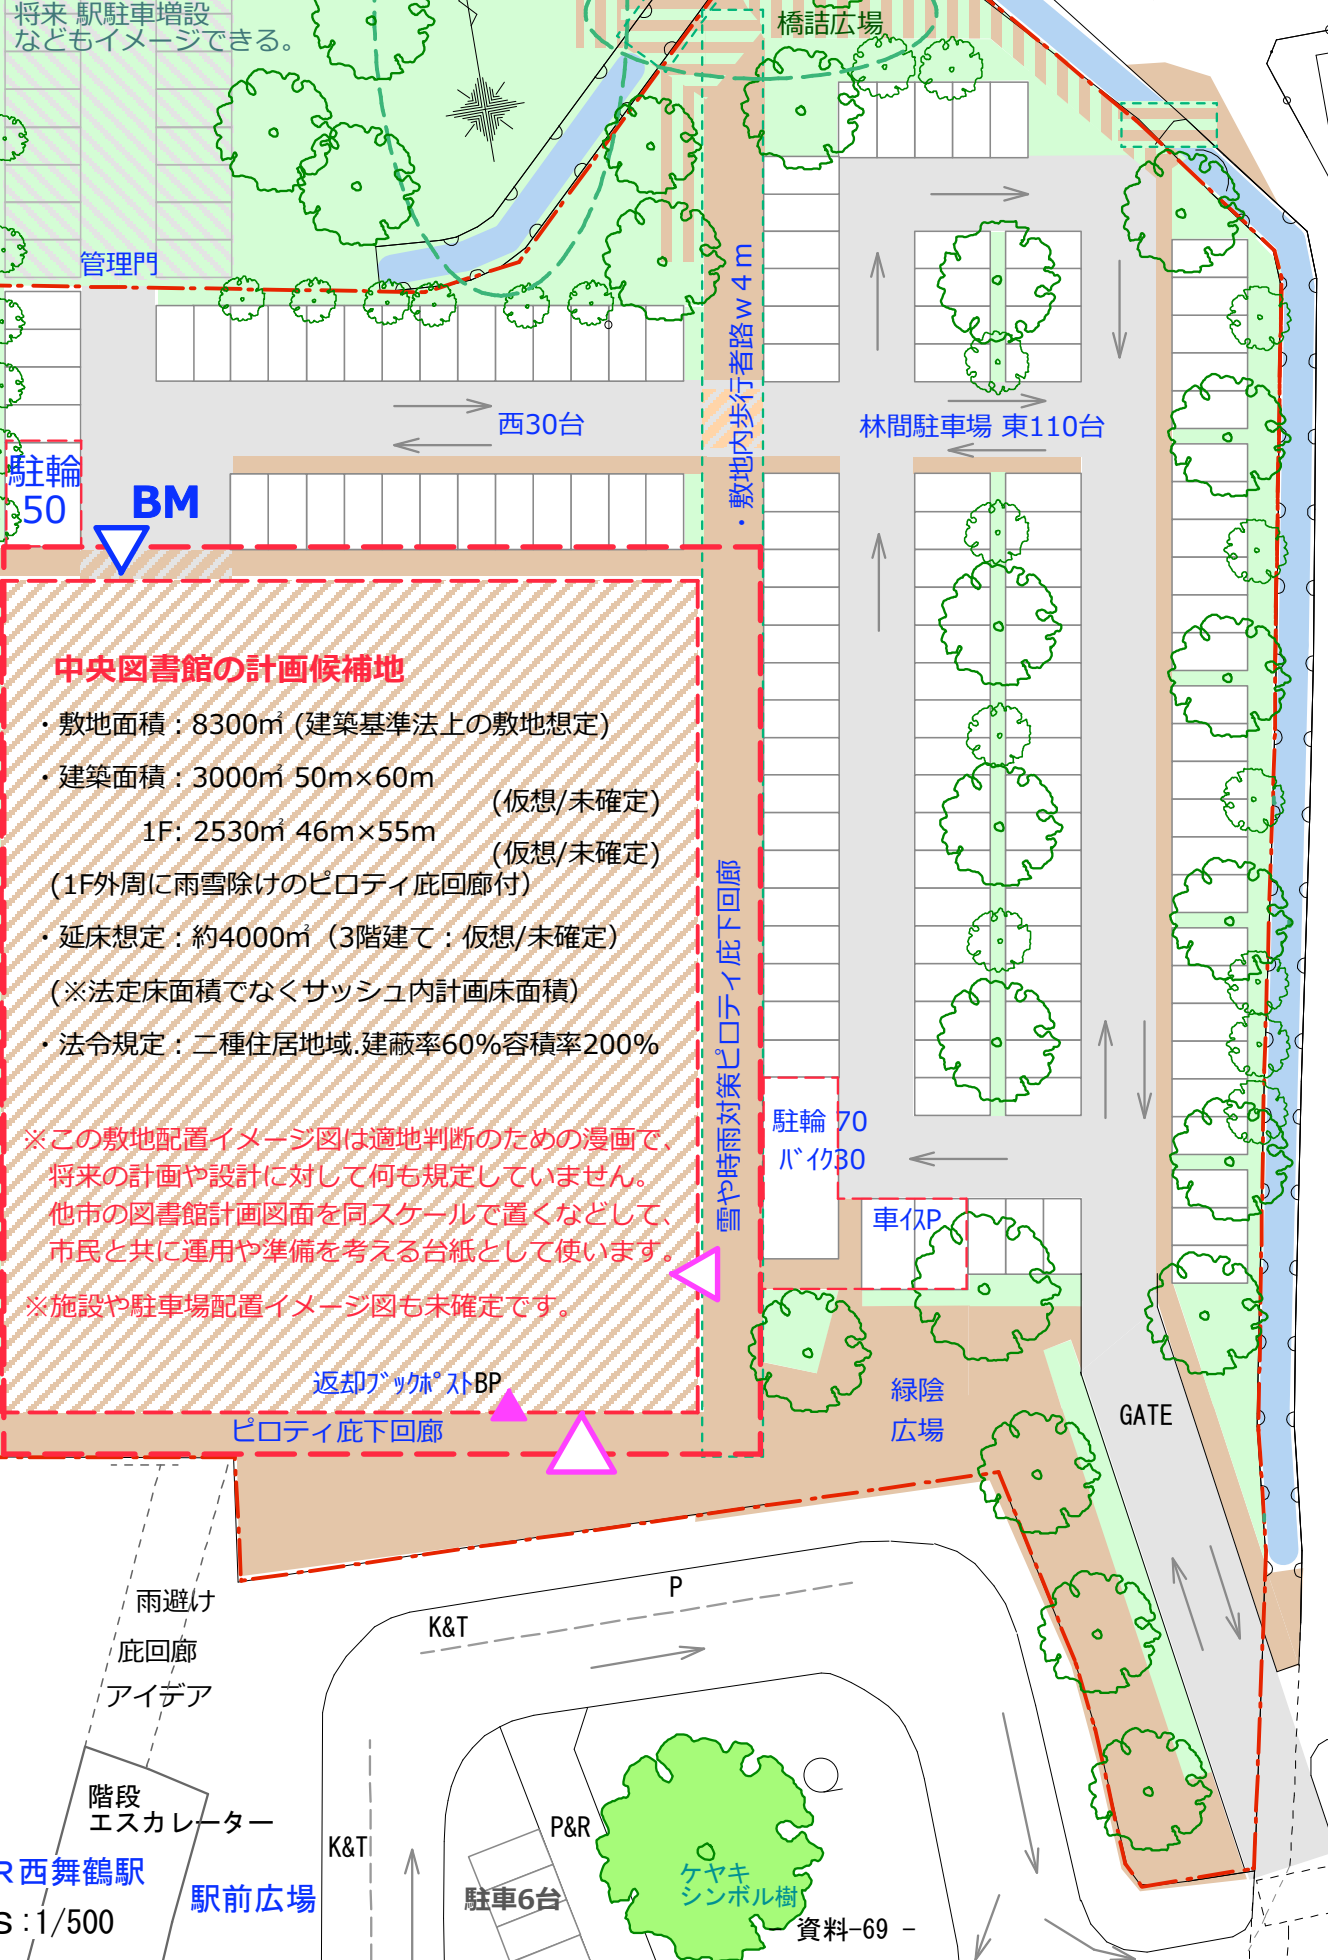 将来 駅駐車増設
などもイメージできる。
橋詰広場
管理門
・敷地内歩行者路w4m
西30台
林間駐車場 東110台
駐輪
50
BM
中央図書館の計画候補地
・敷地面積：8300㎡ (建築基準法上の敷地想定)
・建築面積：3000㎡ 50m×60m
(仮想/未確定)
1F: 2530㎡ 46m×55m
(仮想/未確定)
(1F外周に雨雪除けのピロティ庇回廊付）
・延床想定：約4000㎡（3階建て：仮想/未確定）
(※法定床面積でなくサッシュ内計画床面積）
・法令規定：二種住居地域.建蔽率60%容積率200%
雪や時雨対策ピロティ庇下回廊
※この敷地配置イメージ図は適地判断のための漫画で、
将来の計画や設計に対して何も規定していません。
他市の図書館計画図面を同スケールで置くなどして、
市民と共に運用や準備を考える台紙として使います。
※施設や駐車場配置イメージ図も未確定です。
駐輪 70
ﾊﾞｲｸ30
車ｲｽP
返却ﾌﾞｯｸﾎﾟｽﾄBP
ピロティ庇下回廊
緑陰
広場
GATE
雨避け
庇回廊
アイデア
P
K&T
階段
エスカレーター
K&T
P&R
R西舞鶴駅
駅前広場
駐車6台
ケヤキ
シンボル樹
S:1/500
資料-69 -